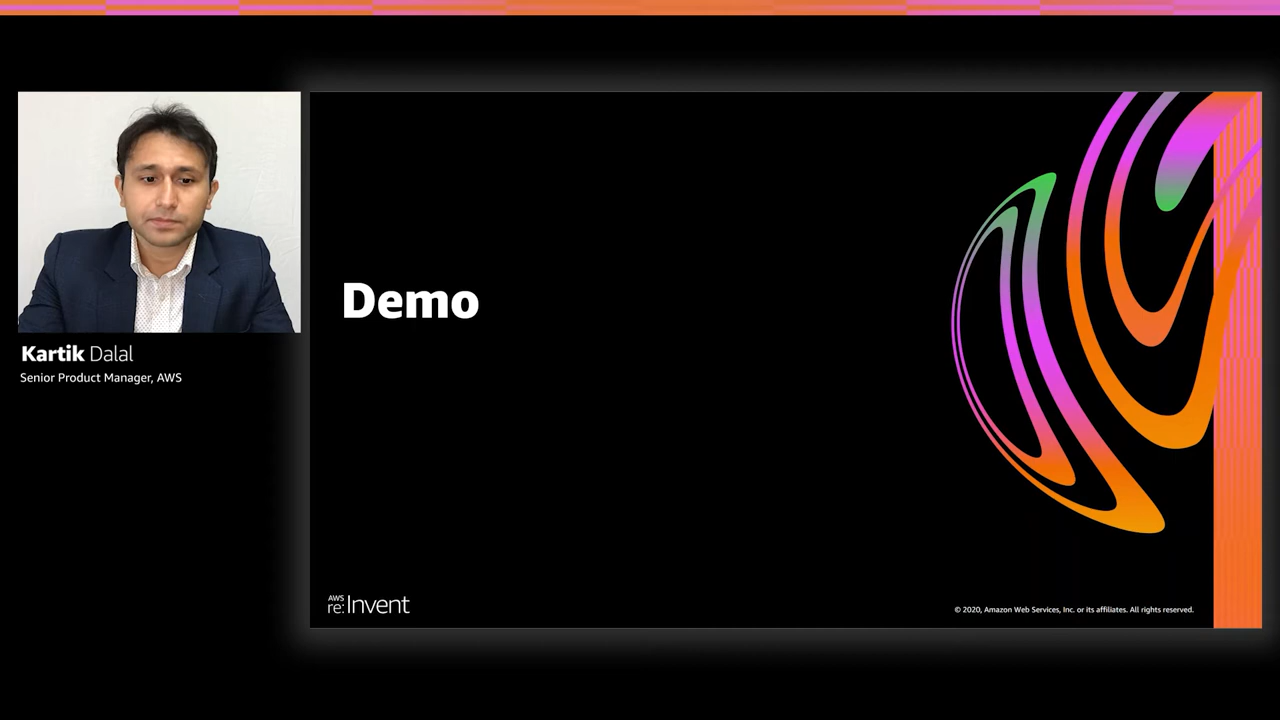 Kartik Dalal
Senior Product Manager, AWS
Demo
AWS
re:Invent
© 2020, Amazon Web Services, Inc. or its affiliates. All rights reserved.